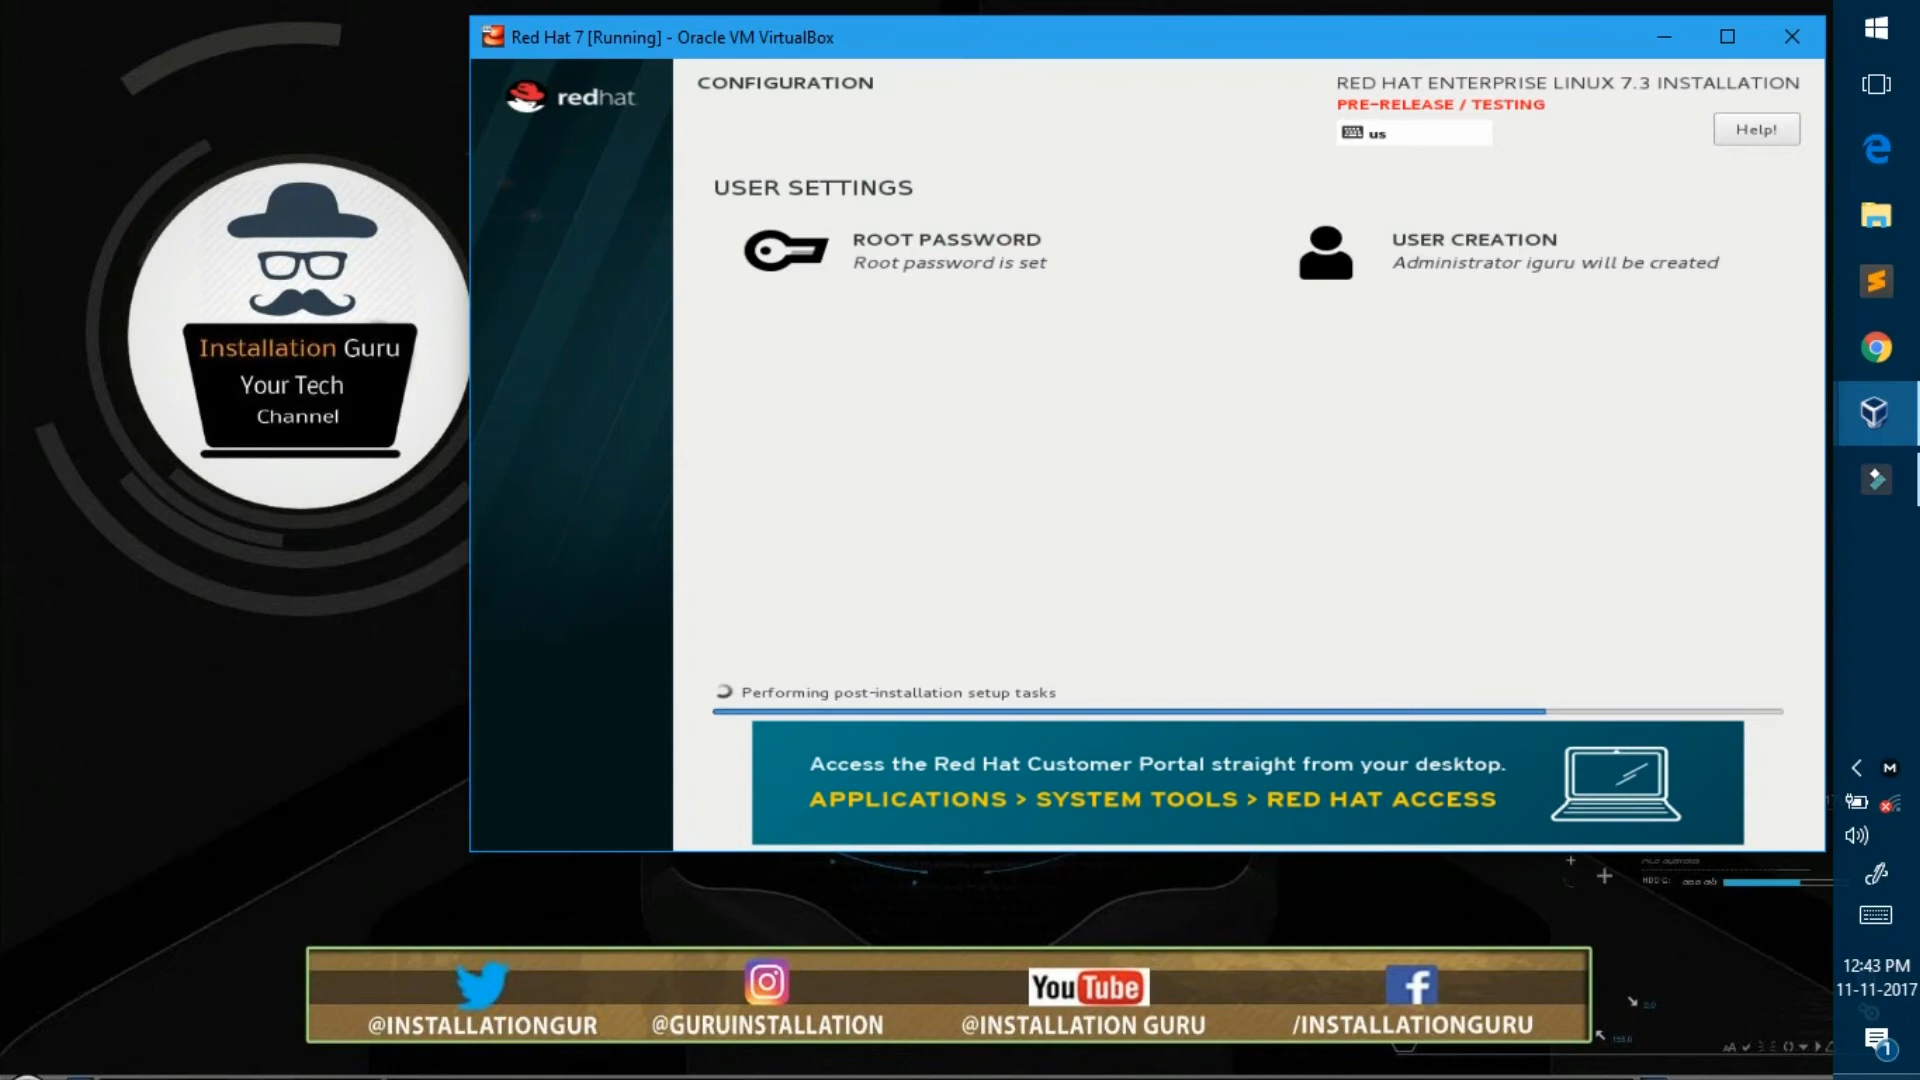 Red Hat 7 [Running] - Oracle VM VirtualBox
redhat
CONFIGURATION
RED HAT ENTERPRISE LINUX 7.3 INSTALLATION
PRE-RELEASE / TESTING
us
Help!
USER SETTINGS
ROOT PASSWORD
Root password is set
USER CREATION
Administrator iguru will be created
Installation Guru
Your Tech
Channel
Performing post-installation setup tasks
Access the Red Hat Customer Portal straight from your desktop.
APPLICATIONS > SYSTEM TOOLS > RED HAT ACCESS
M
12:43 PM
11-11-2017
1
You Tube
@INSTALLATIONGUR
@GURUINSTALLATION
@INSTALLATION GURU
/INSTALLATIONGURU